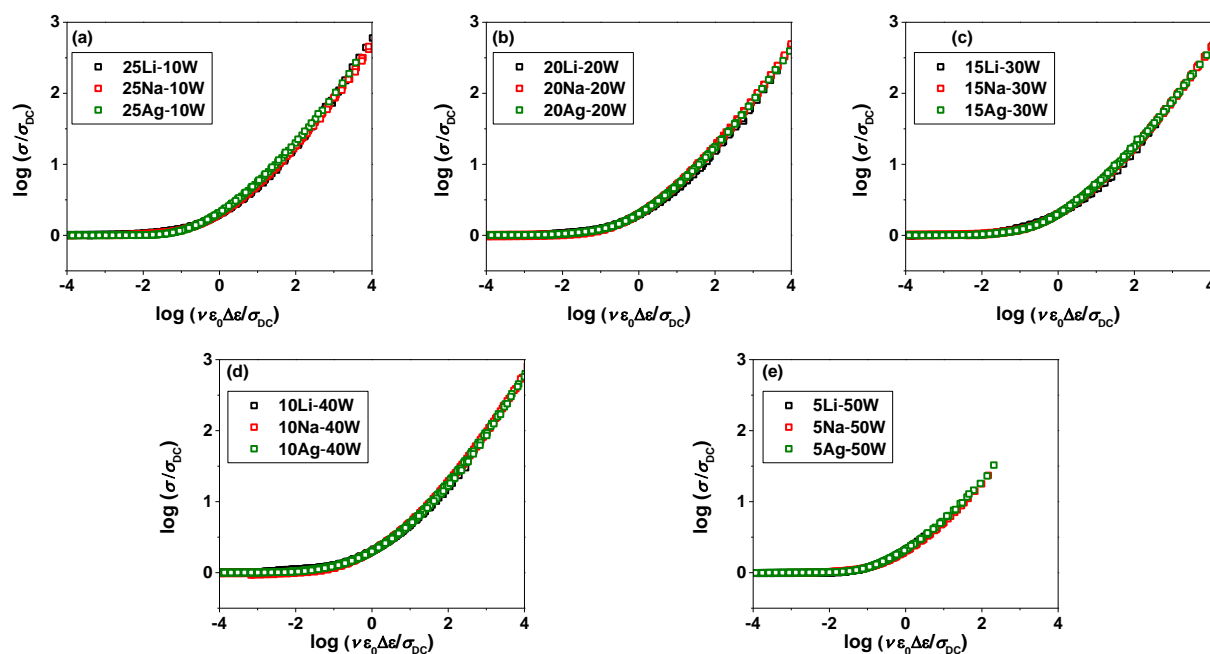 (a)
25Li-10W
25Na-10W
25Ag-10W
log (σ/σDC)
3
2
1
0
-4 -2 0 2 4
log (νε0Δε/σDC)
(b)
20Li-20W
20Na-20W
20Ag-20W
log (σ/σDC)
3
2
1
0
-4 -2 0 2 4
log (νε0Δε/σDC)
(c)
15Li-30W
15Na-30W
15Ag-30W
log (σ/σDC)
3
2
1
0
-4 -2 0 2 4
log (νε0Δε/σDC)
(d)
10Li-40W
10Na-40W
10Ag-40W
log (σ/σDC)
3
2
1
0
-4 -2 0 2 4
log (νε0Δε/σDC)
(e)
5Li-50W
5Na-50W
5Ag-50W
log (σ/σDC)
3
2
1
0
-4 -2 0 2 4
log (νε0Δε/σDC)